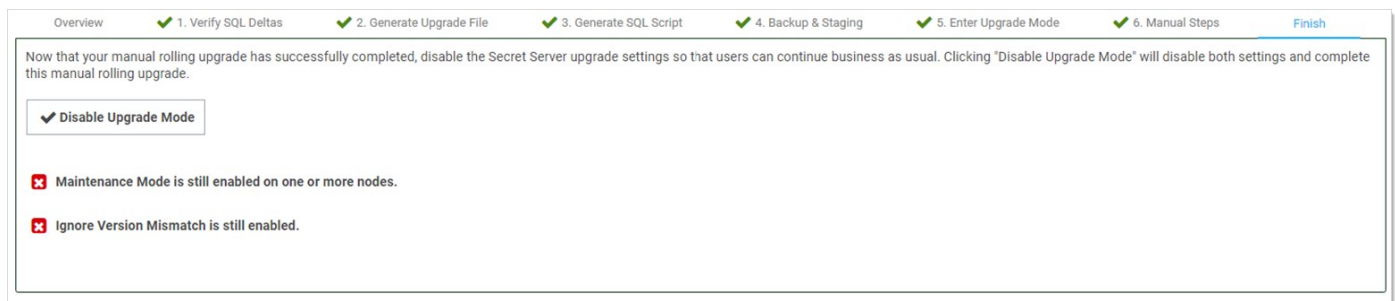 Overview 1. Verify SQL Deltas 2. Generate Upgrade File 3. Generate SQL Script 4. Backup & Staging 5. Enter Upgrade Mode 6. Manual Steps Finish
Now that your manual rolling upgrade has successfully completed, disable the Secret Server upgrade settings so that users can continue business as usual. Clicking "Disable Upgrade Mode" will disable both settings and complete
this manual rolling upgrade.
Disable Upgrade Mode
Maintenance Mode is still enabled on one or more nodes.
Ignore Version Mismatch is still enabled.